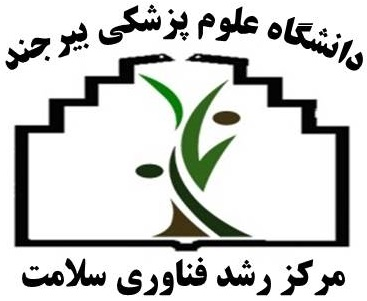 دانشگاه علوم پزشکی بیرجند
مرکز رشد فناوری سلامت